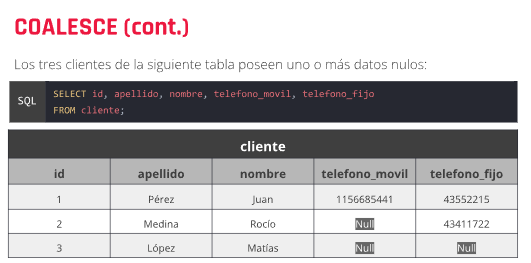 COALESCE (cont.)
Los tres clientes de la siguiente tabla poseen uno o más datos nulos:
SQL
SELECT id, apellido, nombre, telefono_movil, telefono_fijo
FROM cliente;
cliente
id apellido nombre telefono_movil telefono_fijo
1 Pérez Juan 1156685441 43552215
2 Medina Rocío Null 43411722
3 López Matías Null Null